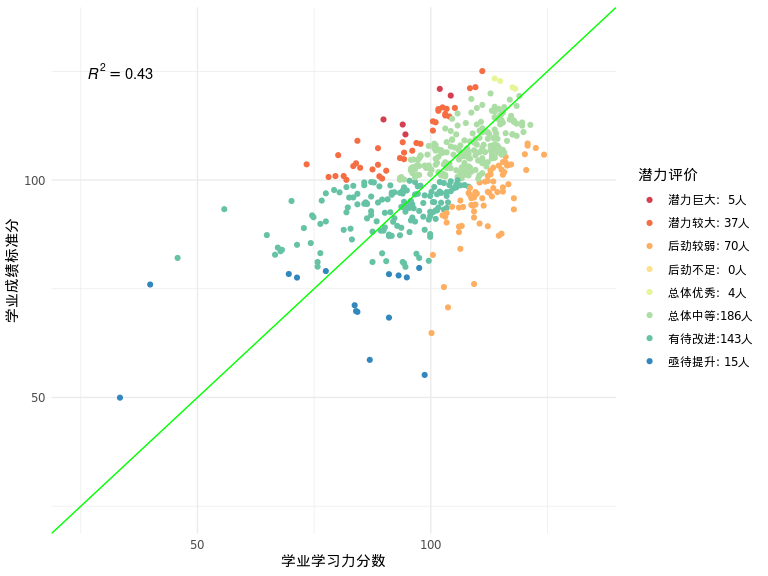 R² = 0.43
100
50
学业成绩标准分
50
100
学业学习力分数
潜力评价
潜力巨大: 5人
潜力较大: 37人
后劲较弱: 70人
后劲不足: 0人
总体优秀: 4人
总体中等:186人
有待改进:143人
亟待提升: 15人